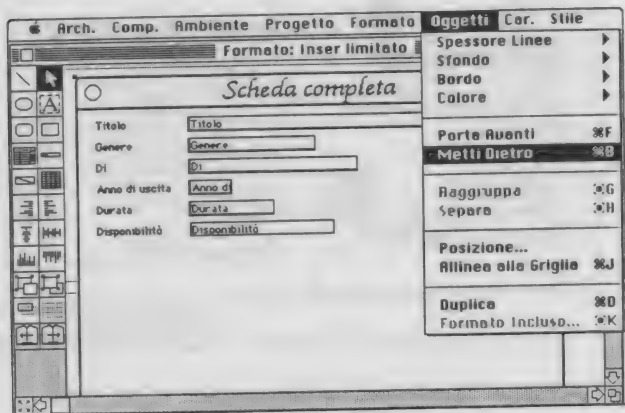 Arch. Comp. Ambiente Progetto Formato Oggetti Car. Stile
Formato: Inser limitato
Scheda completa
Titolo Titolo
Genere Genere
Di Di
Anno di uscita Anno di
Durata Durata
Disponibilità Disponibilità
A
Spessore Linee
Sfondo
Bordo
Colore
Porta Avanti ⌘F
Metti Dietro ⌘B
Raggruppa ⌘G
Separa ⌘H
Posizione...
Allinea alla Griglia ⌘J
Duplica ⌘D
Formato Incluso... ⌘K